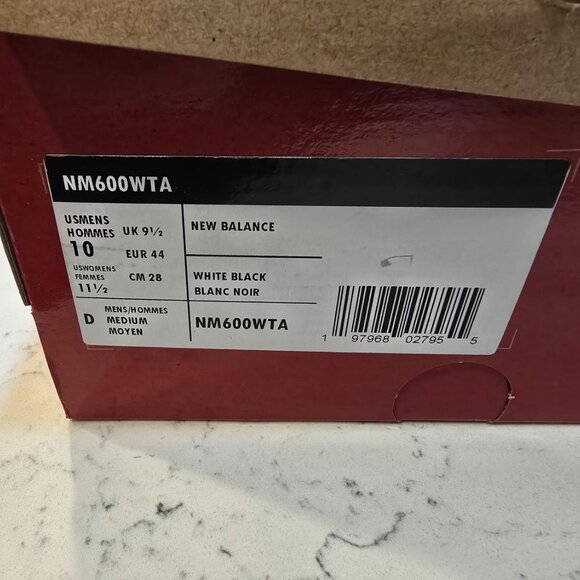 NM600WTA
USMENS
HOMMES
10
USWOMENS
FEMMES
11½
UK 9½
EUR 44
CM 28
NEW BALANCE
WHITE BLACK
BLANC NOIR
D
MENS/HOMMES
MEDIUM
MOYEN
NM600WTA
1 97968 02795 5